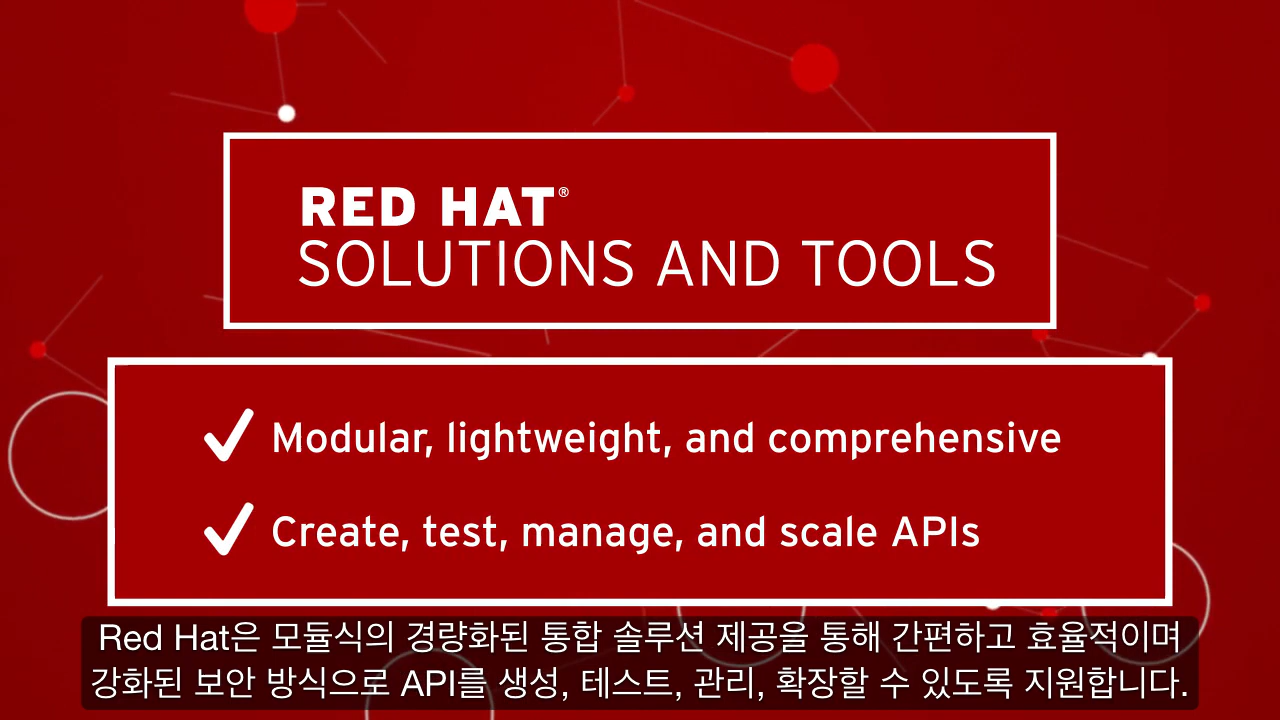 RED HAT®
SOLUTIONS AND TOOLS
✓ Modular, lightweight, and comprehensive
✓ Create, test, manage, and scale APIs
Red Hat은 모듈식의 경량화된 통합 솔루션 제공을 통해 간편하고 효율적이며
강화된 보안 방식으로 API를 생성, 테스트, 관리, 확장할 수 있도록 지원합니다.